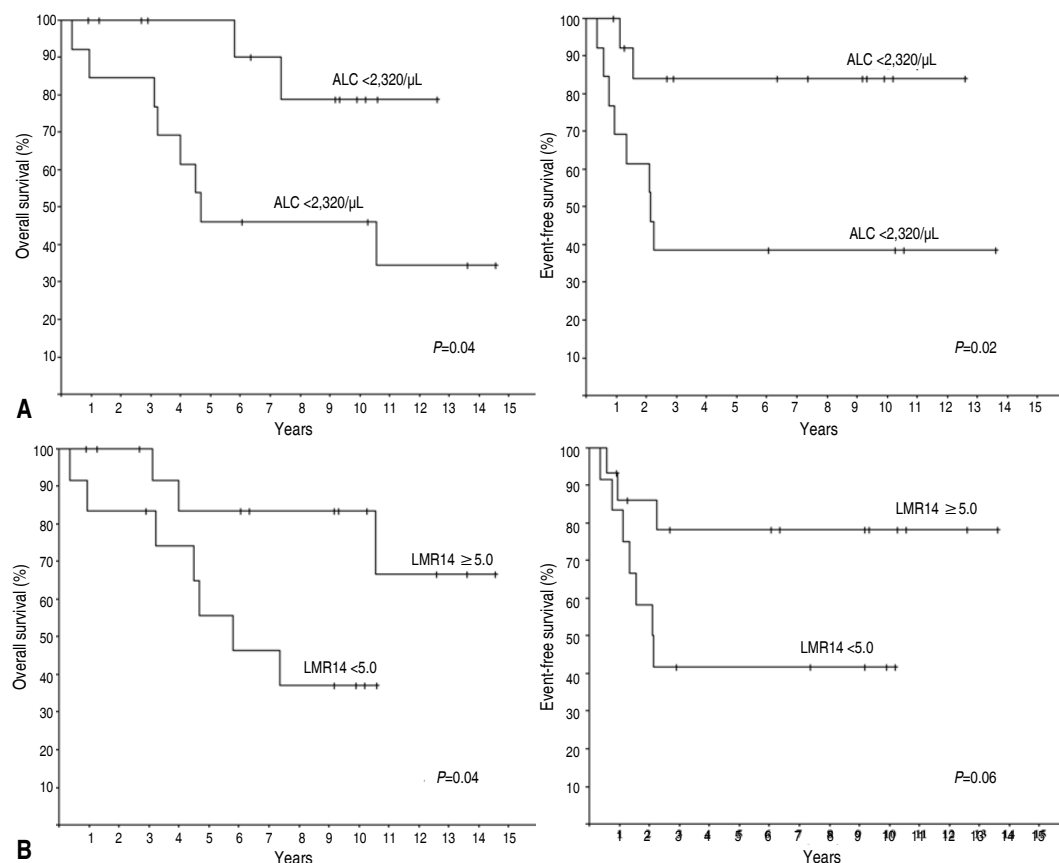 100
90
80
70
60
50
40
30
20
10
Overall survival (%)
ALC <2,320/µL
ALC <2,320/µL
P=0.04
1 2 3 4 5 6 7 8 9 10 11 12 13 14 15
Years
100
90
80
70
60
50
40
30
20
10
Event-free survival (%)
ALC <2,320/µL
ALC <2,320/µL
P=0.02
1 2 3 4 5 6 7 8 9 10 11 12 13 14 15
Years
A
100
90
80
70
60
50
40
30
20
10
Overall survival (%)
LMR14 ≥5.0
LMR14 <5.0
P=0.04
1 2 3 4 5 6 7 8 9 10 11 12 13 14 15
Years
100
90
80
70
60
50
40
30
20
10
Event-free survival (%)
LMR14 ≥5.0
LMR14 <5.0
P=0.06
1 2 3 4 5 6 7 8 9 10 11 12 13 14 15
Years
B